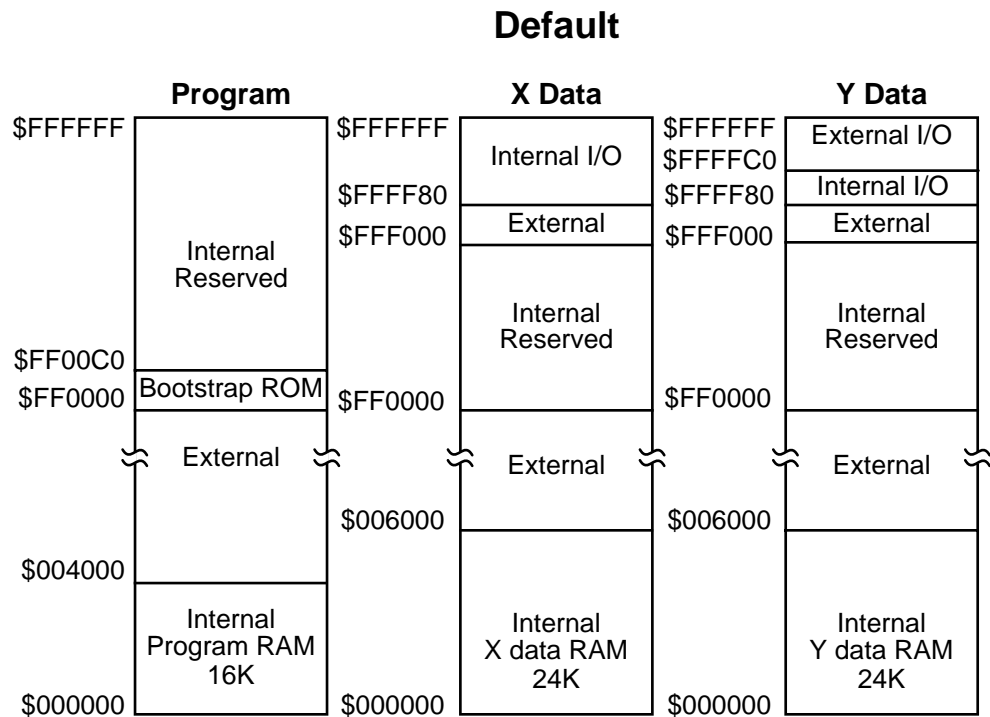 Default
Program
$FFFFFF
Internal
Reserved
$FF00C0
Bootstrap ROM
$FF0000
External
$004000
Internal
Program RAM
16K
$000000
X Data
$FFFFFF
Internal I/O
$FFFF80
External
$FFF000
Internal
Reserved
$FF0000
External
$006000
Internal
X data RAM
24K
$000000
Y Data
$FFFFFF
External I/O
$FFFFC0
Internal I/O
$FFFF80
External
$FFF000
Internal
Reserved
$FF0000
External
$006000
Internal
Y data RAM
24K
$000000